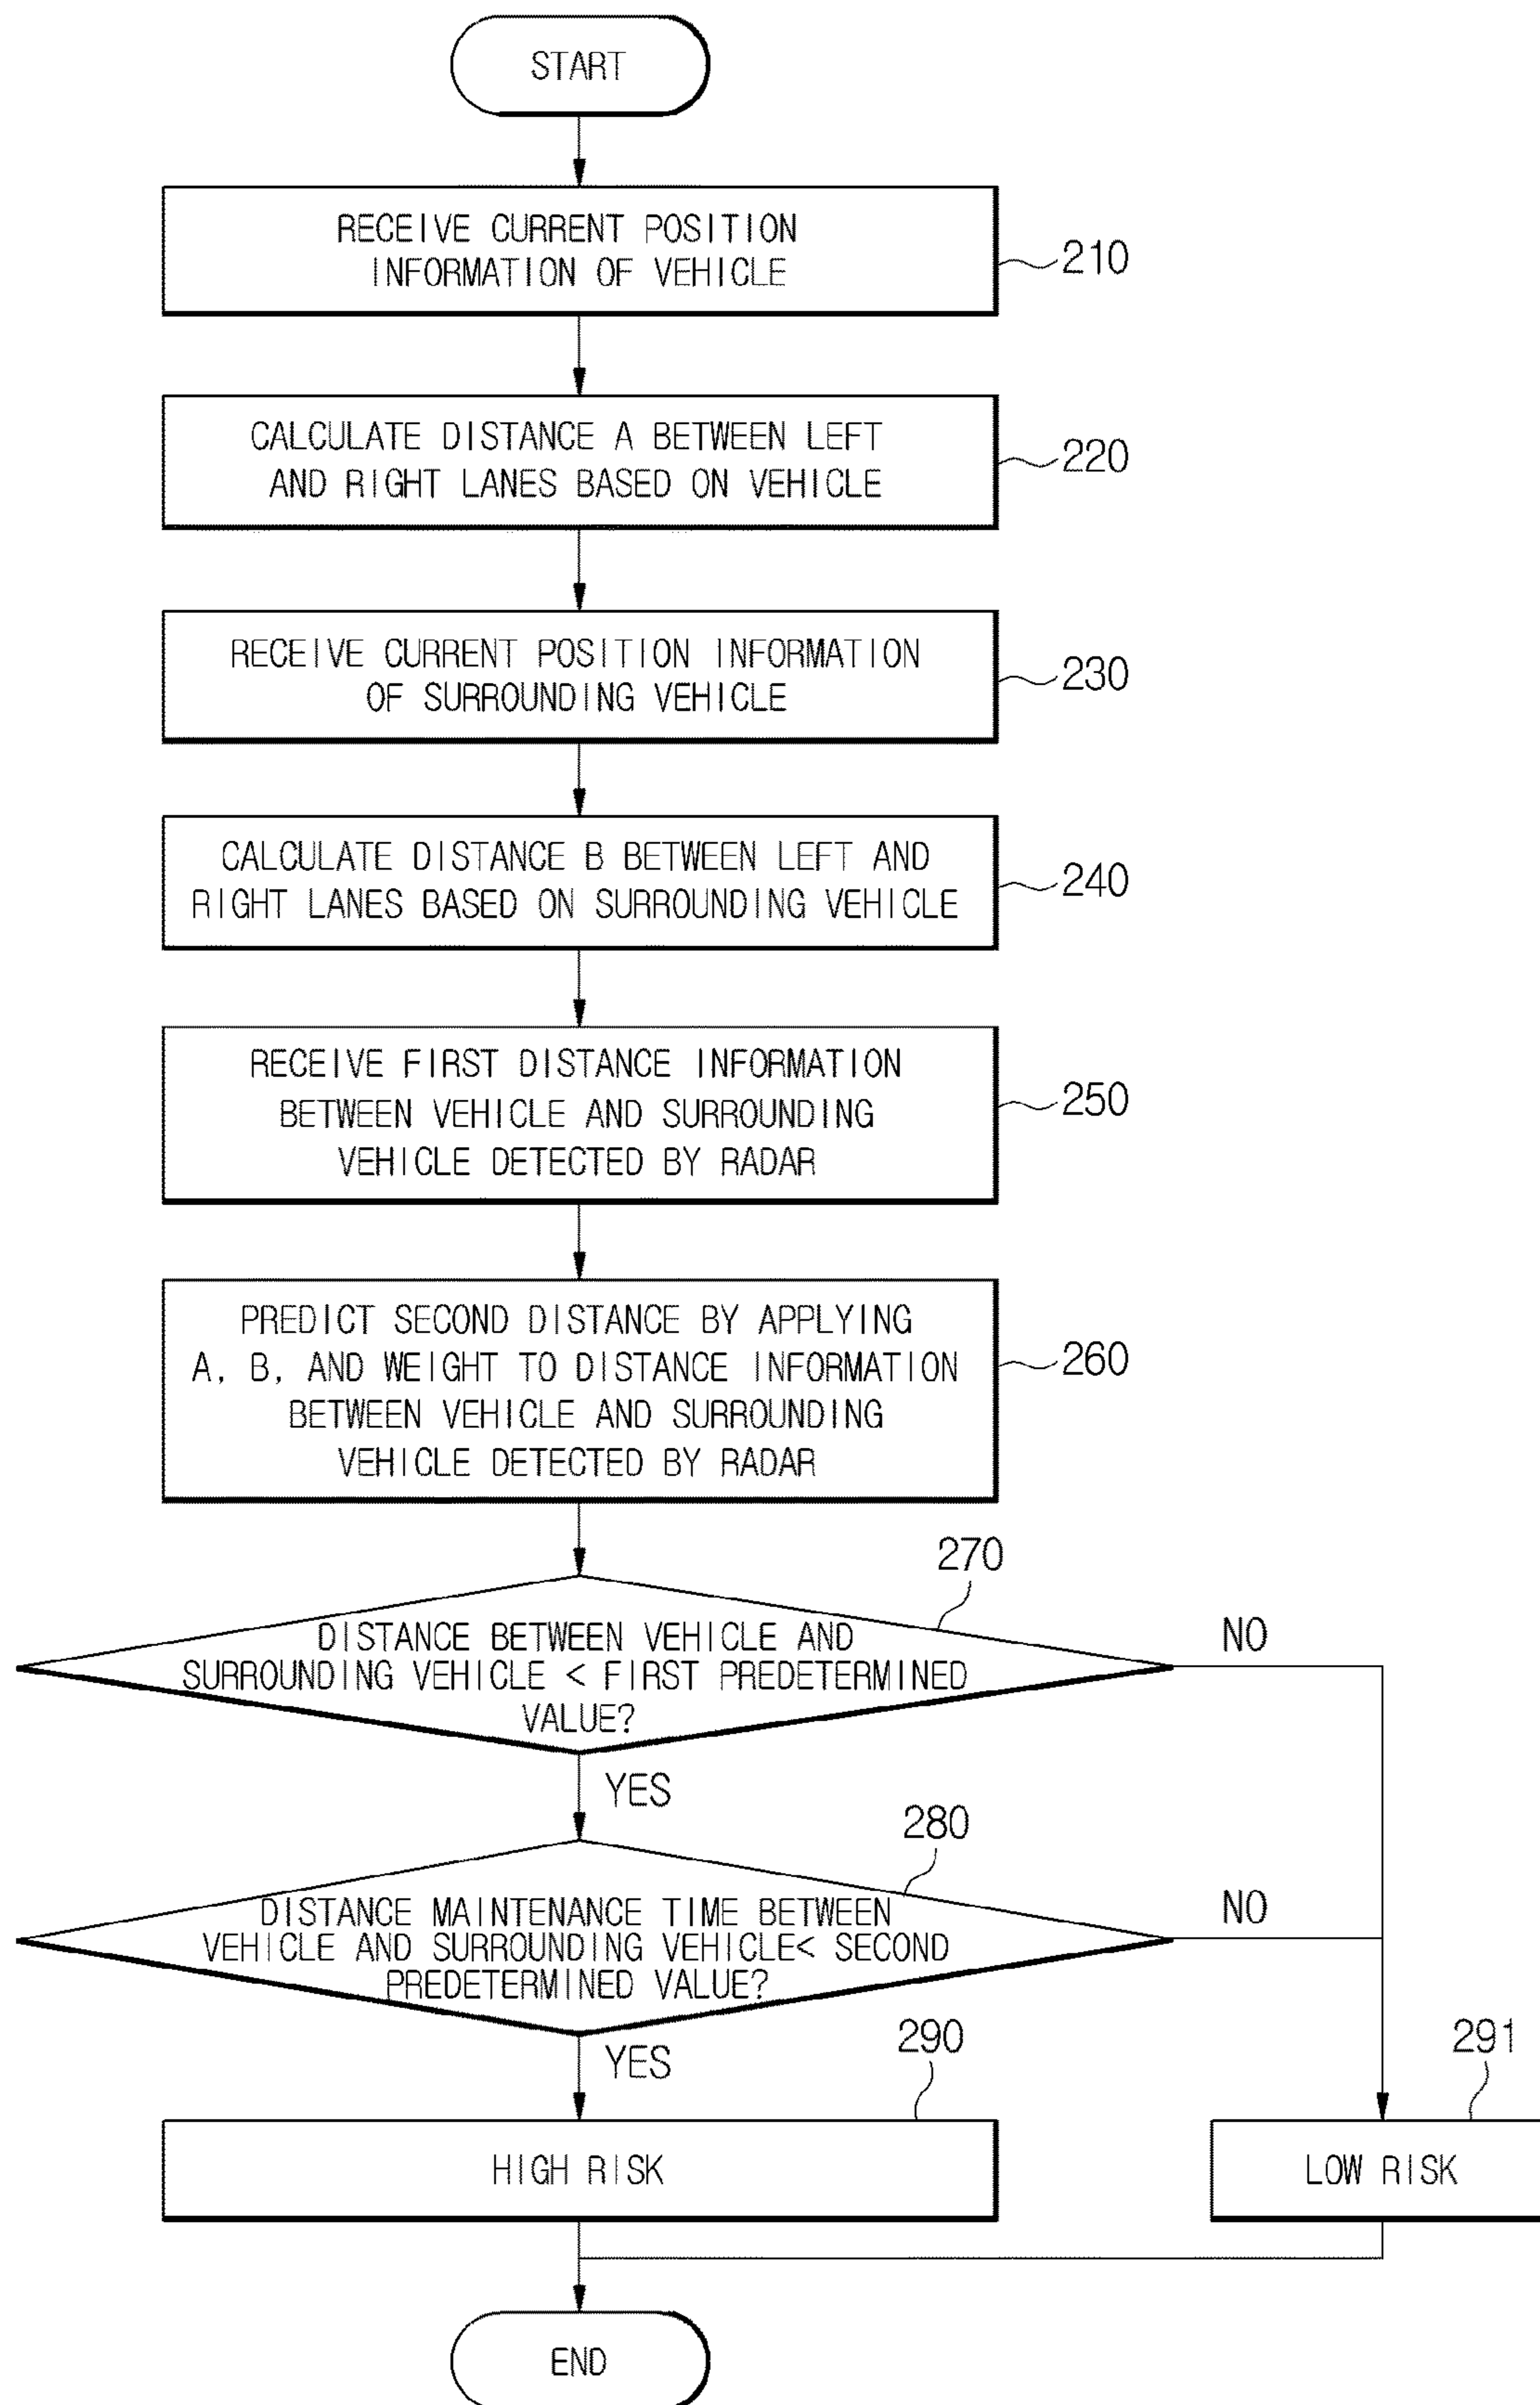 START
RECEIVE CURRENT POSITION
INFORMATION OF VEHICLE
210
CALCULATE DISTANCE A BETWEEN LEFT
AND RIGHT LANES BASED ON VEHICLE
220
RECEIVE CURRENT POSITION INFORMATION
OF SURROUNDING VEHICLE
230
CALCULATE DISTANCE B BETWEEN LEFT AND
RIGHT LANES BASED ON SURROUNDING VEHICLE
240
RECEIVE FIRST DISTANCE INFORMATION
BETWEEN VEHICLE AND SURROUNDING
VEHICLE DETECTED BY RADAR
250
PREDICT SECOND DISTANCE BY APPLYING
A, B, AND WEIGHT TO DISTANCE INFORMATION
BETWEEN VEHICLE AND SURROUNDING
VEHICLE DETECTED BY RADAR
260
270
DISTANCE BETWEEN VEHICLE AND
SURROUNDING VEHICLE < FIRST PREDETERMINED
VALUE?
NO
YES
280
DISTANCE MAINTENANCE TIME BETWEEN
VEHICLE AND SURROUNDING VEHICLE< SECOND
PREDETERMINED VALUE?
NO
YES
290
HIGH RISK
291
LOW RISK
END